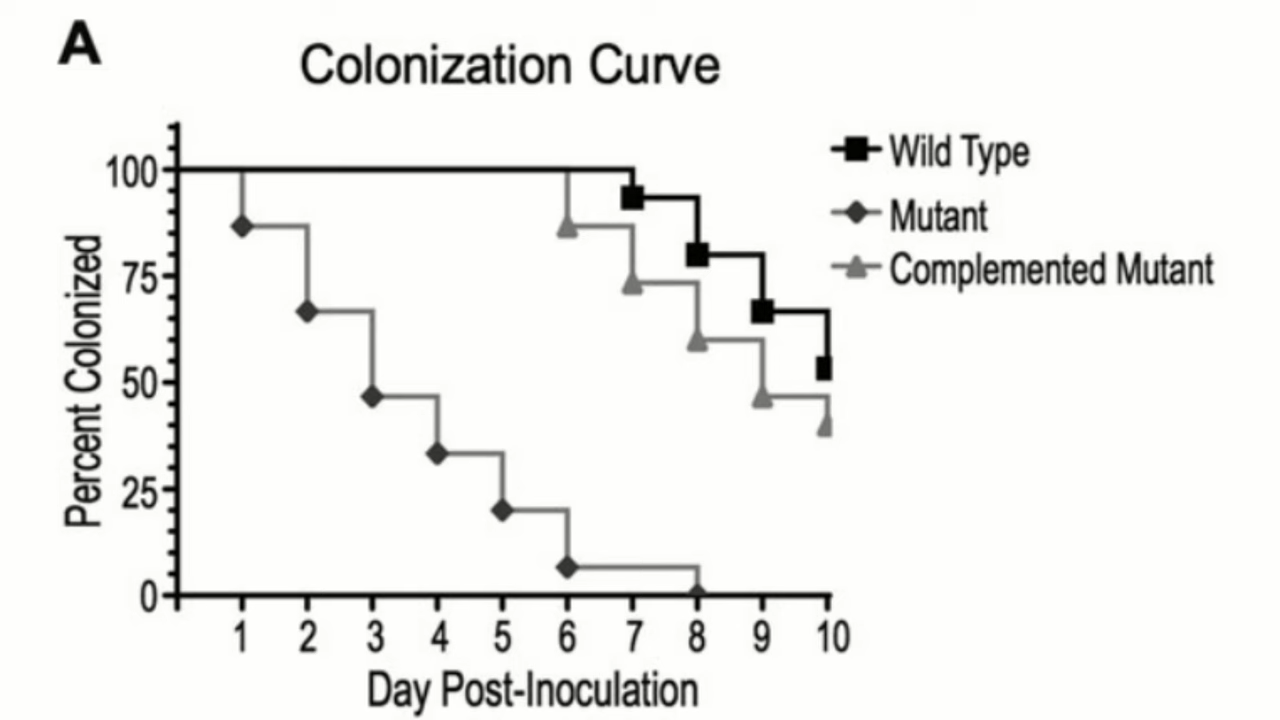 A
Colonization Curve
100
75
50
25
0
Percent Colonized
1 2 3 4 5 6 7 8 9 10
Day Post-Inoculation
Wild Type
Mutant
Complemented Mutant